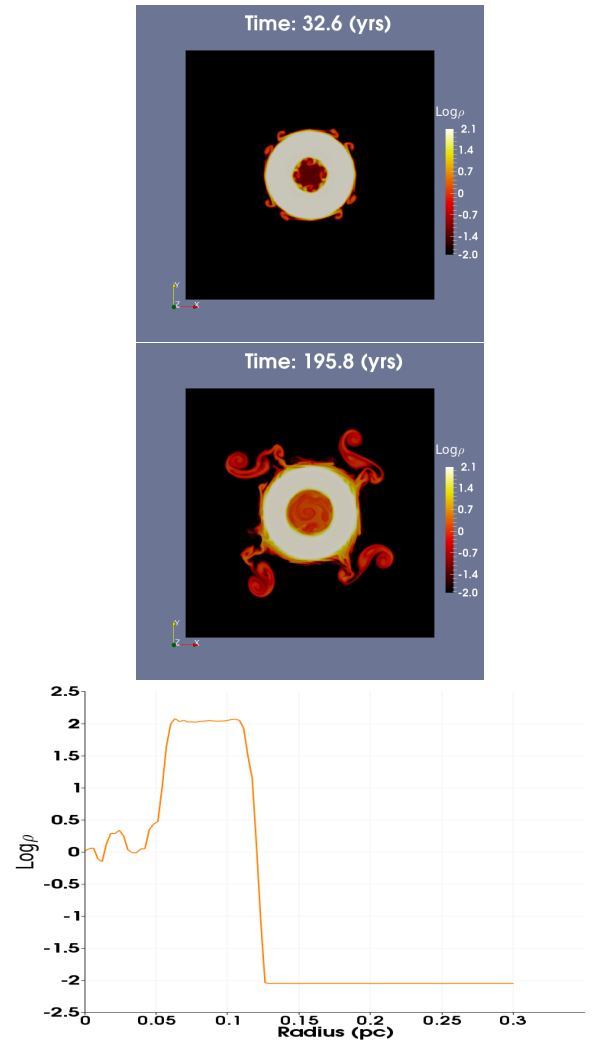 Time: 32.6 (yrs)
Logρ
2.1
1.4
0.7
0
-0.7
-1.4
-2.0
Y
Z X
Time: 195.8 (yrs)
Logρ
2.1
1.4
0.7
0
-0.7
-1.4
-2.0
Y
Z X
2.5
2
1.5
1
0.5
0
-0.5
-1
-1.5
-2
-2.5
Logρ
0 0.05 0.1 0.15 0.2 0.25 0.3
Radius (pc)